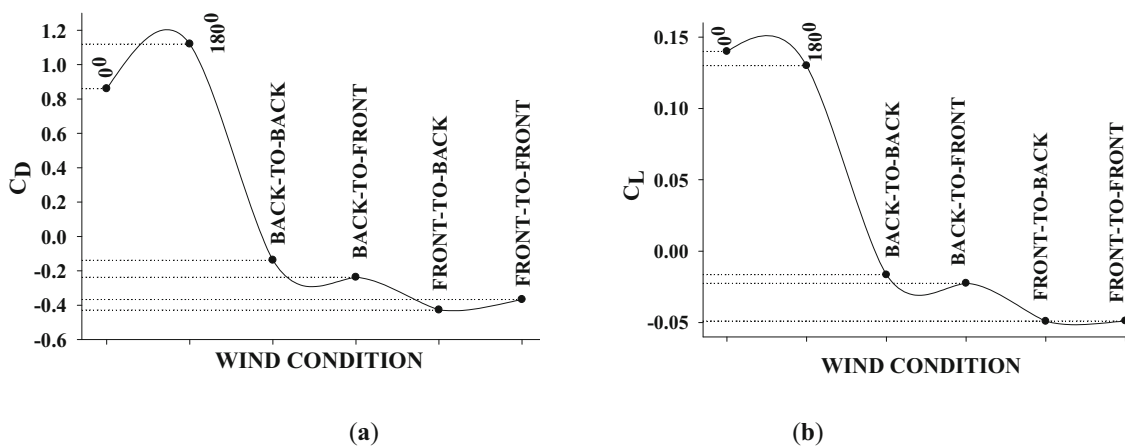 1.2
1.0
0.8
0.6
0.4
0.2
0.0
-0.2
-0.4
-0.6
C_D
0⁰
180⁰
BACK-TO-BACK
BACK-TO-FRONT
FRONT-TO-BACK
FRONT-TO-FRONT
WIND CONDITION
(a)
0.15
0.10
0.05
0.00
-0.05
C_L
0⁰
180⁰
BACK-TO-BACK
BACK-TO-FRONT
FRONT-TO-BACK
FRONT-TO-FRONT
WIND CONDITION
(b)